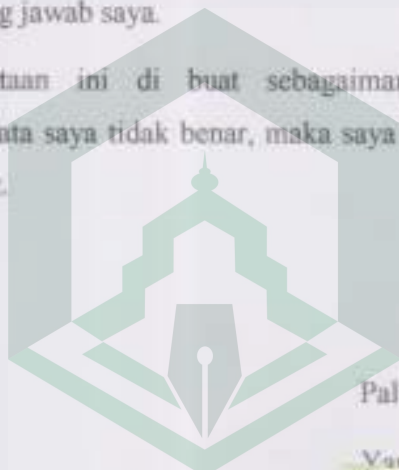 g jawab saya.
taan ini di buat sebagaiman
ata saya tidak benar, maka saya
Pal